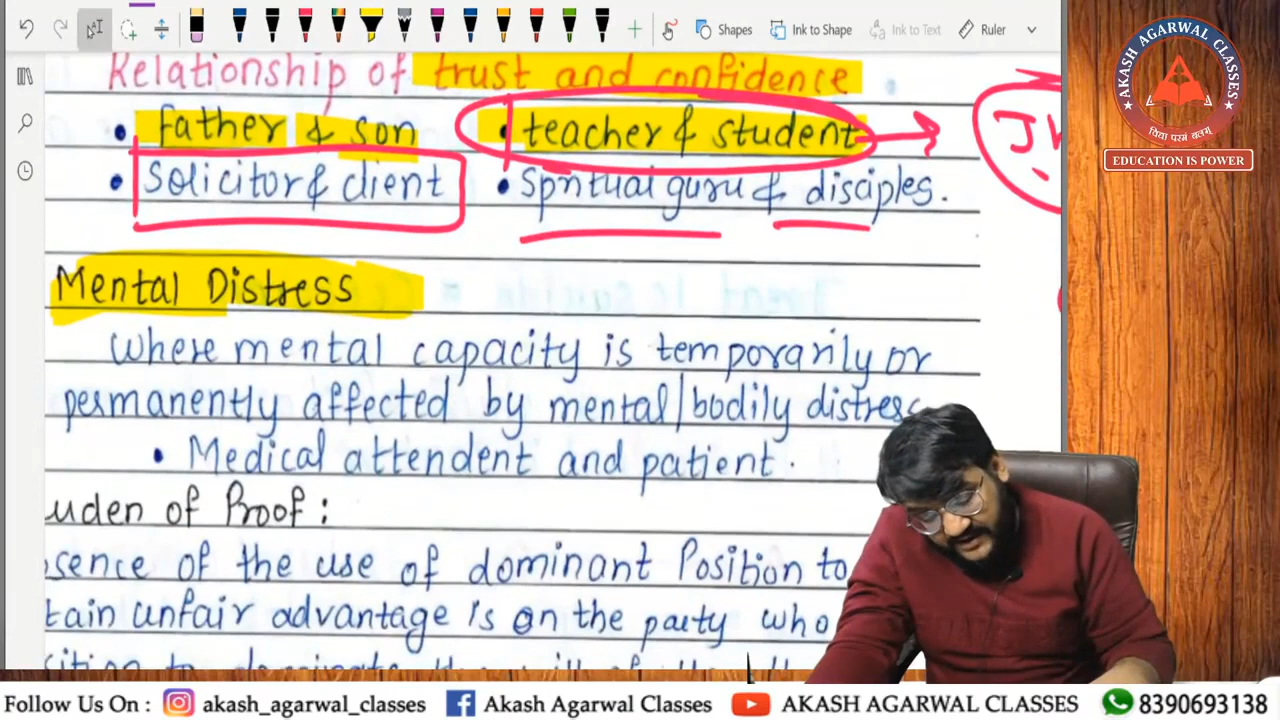 Shapes Ink to Shape Ink to Text Ruler
Relationship of trust and confidence
• Father & son • teacher & student
• Solicitor & client • Spritual guru & disciples.
Mental Distress
Where mental capacity is temporarily or
permanently affected by mental/bodily distress
• Medical attendent and patient.
uden of Proof :
sence of the use of dominant Position to
tain unfair advantage is on the party who
AKASH AGARWAL CLASSES
विद्या परमं बलम्
EDUCATION IS POWER
Follow Us On : akash_agarwal_classes Akash Agarwal Classes AKASH AGARWAL CLASSES 8390693138